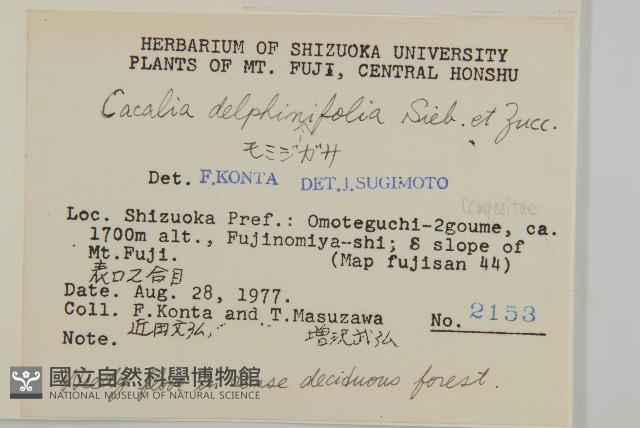 HERBARIUM OF SHIZUOKA UNIVERSITY
PLANTS OF MT. FUJI, CENTRAL HONSHU
Cacalia delphinifolia Sieb. et Zucc.
モミジガサ
Det. F.KONTA DET.J.SUGIMOTO
Compositae
Loc. Shizuoka Pref.: Omoteguchi-2goume, ca.
1700m alt., Fujinomiya-shi; S slope of
Mt.Fuji. (Map fujisan 44)
表口乙合目
Date. Aug. 28, 1977.
Coll. F.Konta and T.Masuzawa No. 2153
近田文弘, 増沢武弘
Note.
國立自然科學博物館
NATIONAL MUSEUM OF NATURAL SCIENCE
deciduous forest.